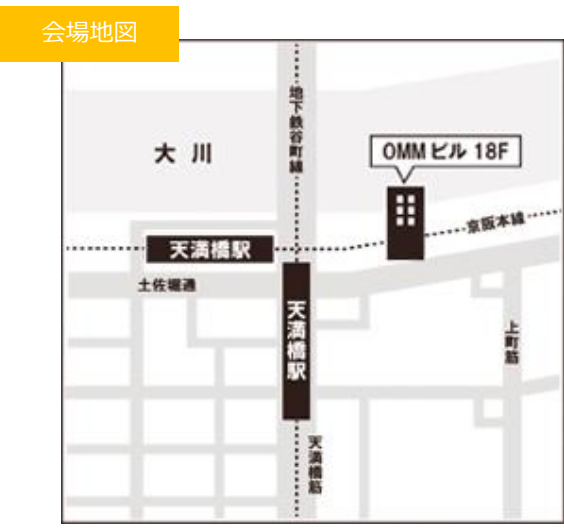 会場地図
地下鉄谷町線
大川
OMMビル 18F
京阪本線
天満橋駅
土佐堀通
天満橋駅
上町筋
天満橋筋